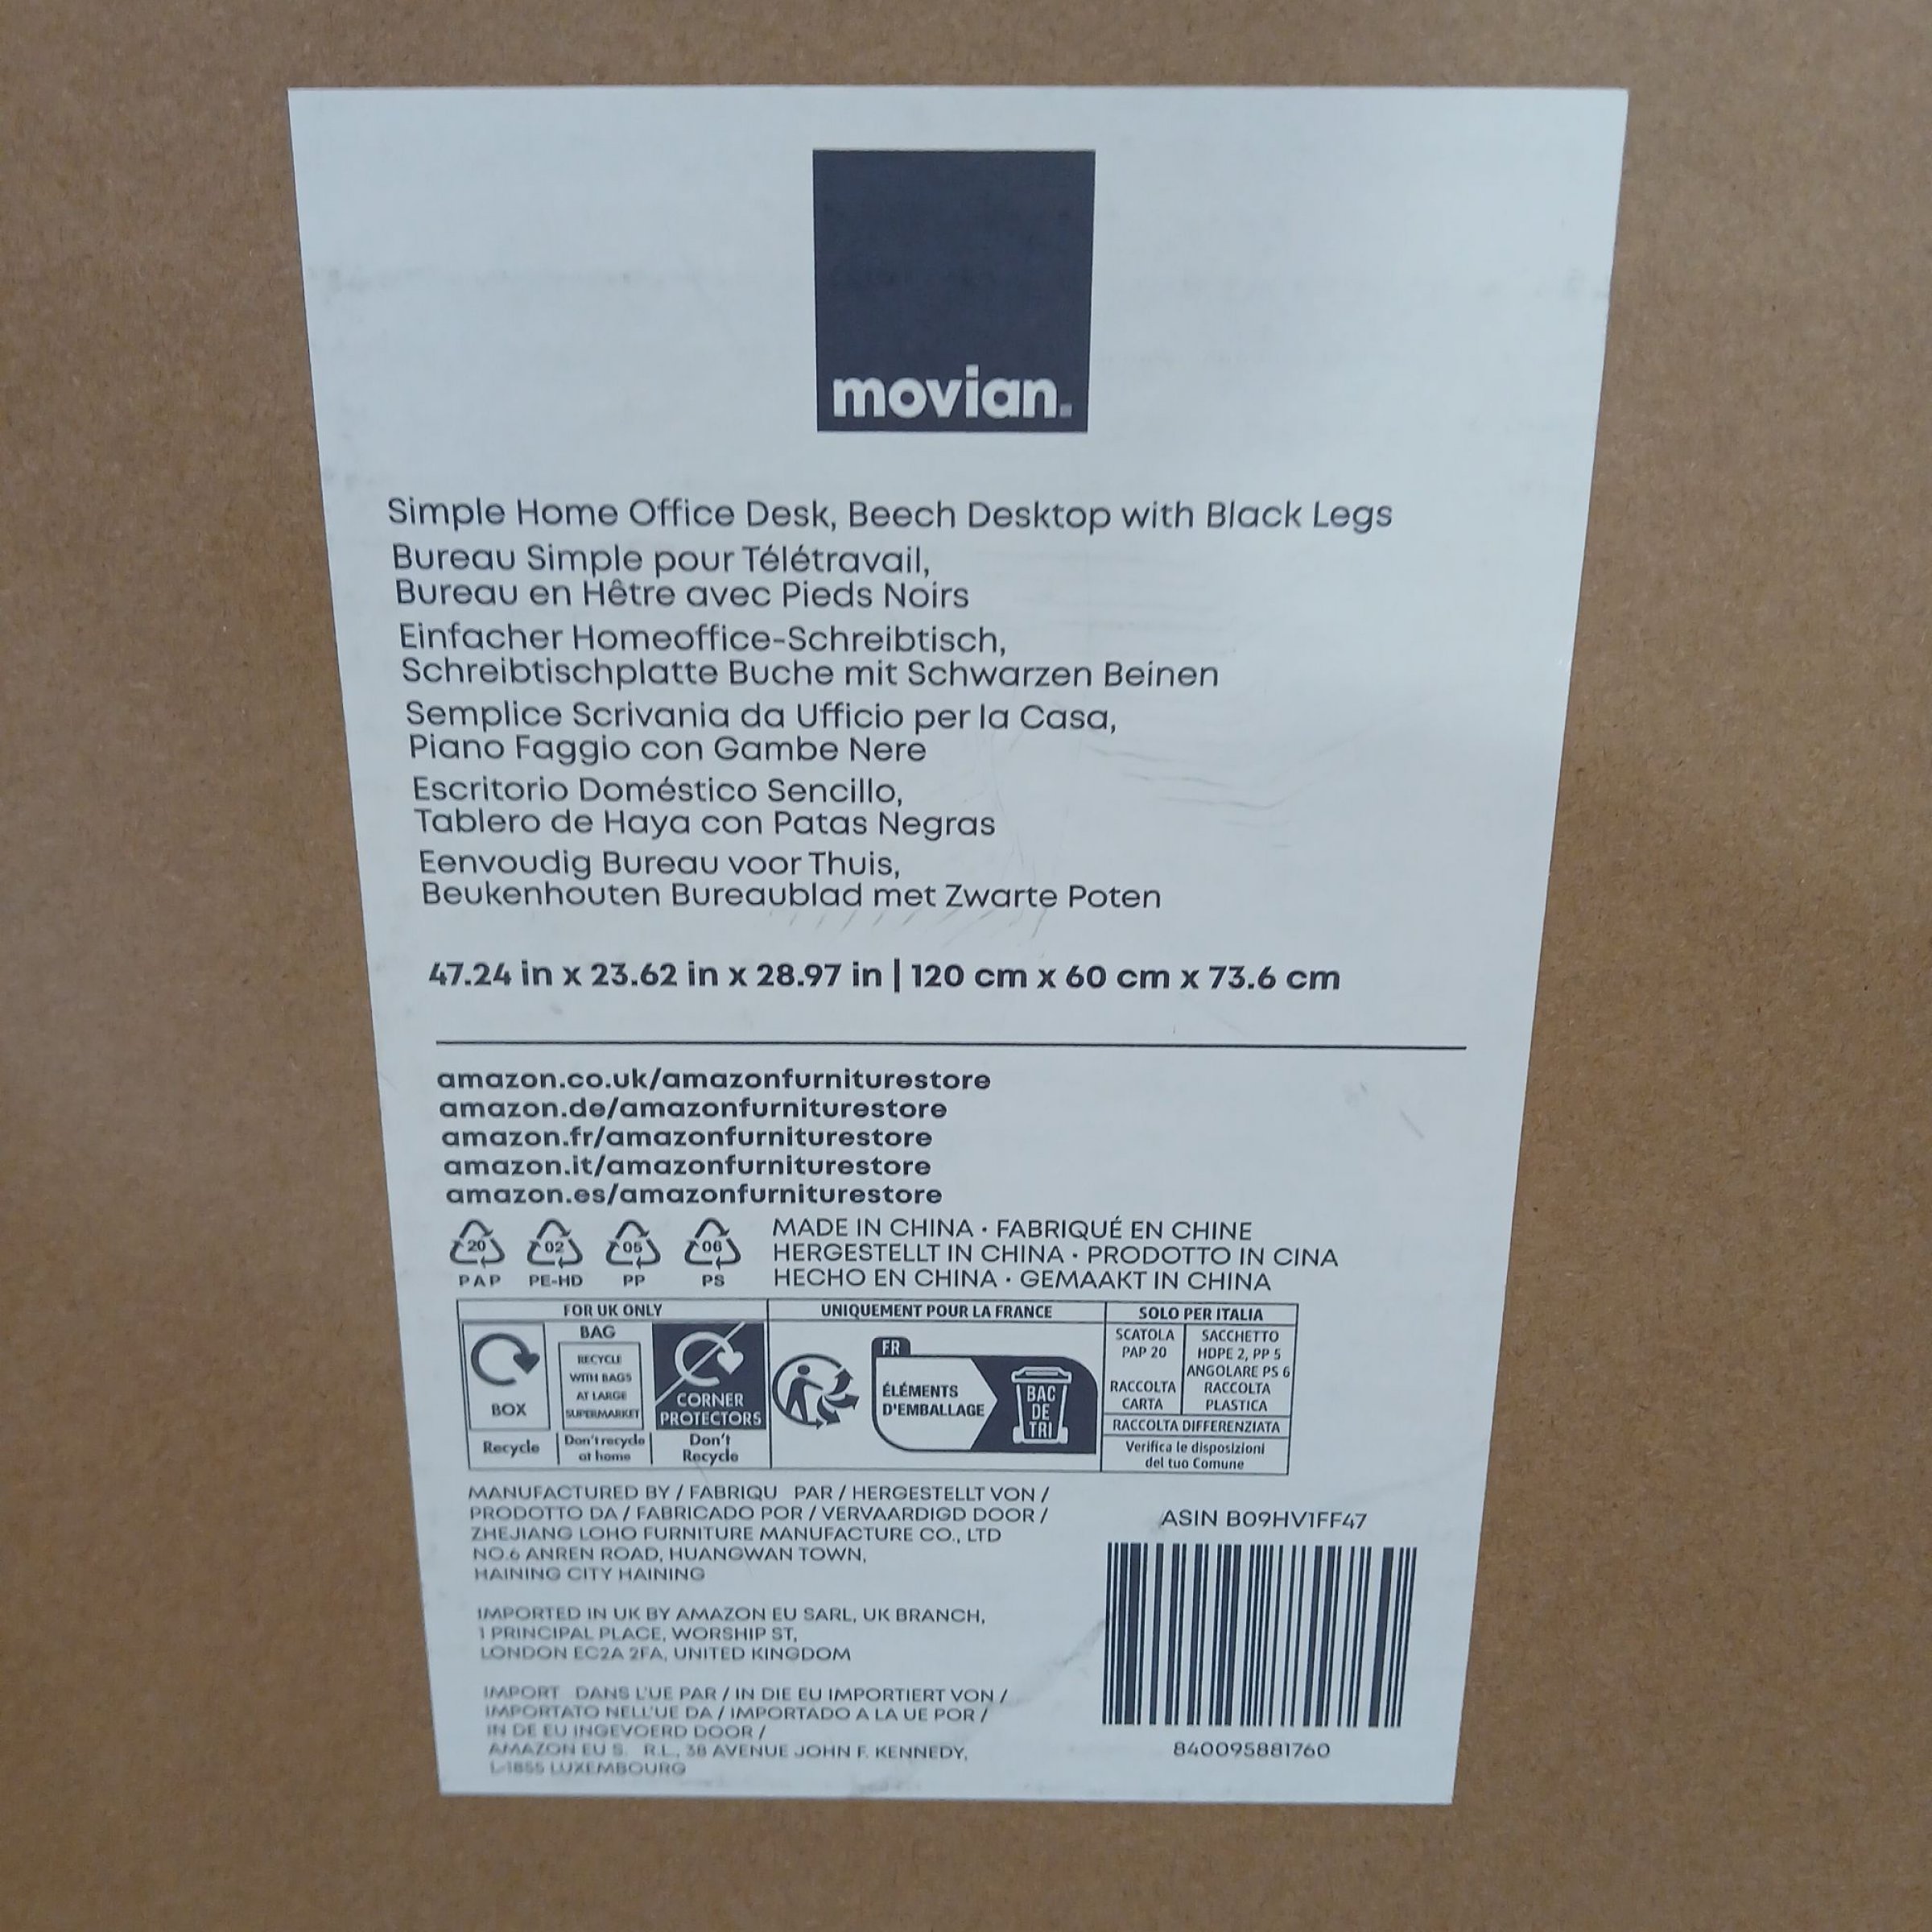 movian.
Simple Home Office Desk, Beech Desktop with Black Legs
Bureau Simple pour Télétravail,
Bureau en Hêtre avec Pieds Noirs
Einfacher Homeoffice-Schreibtisch,
Schreibtischplatte Buche mit Schwarzen Beinen
Semplice Scrivania da Ufficio per la Casa,
Piano Faggio con Gambe Nere
Escritorio Doméstico Sencillo,
Tablero de Haya con Patas Negras
Eenvoudig Bureau voor Thuis,
Beukenhouten Bureaublad met Zwarte Poten
47.24 in x 23.62 in x 28.97 in | 120 cm x 60 cm x 73.6 cm
amazon.co.uk/amazonfurniturestore
amazon.de/amazonfurniturestore
amazon.fr/amazonfurniturestore
amazon.it/amazonfurniturestore
amazon.es/amazonfurniturestore
20 PAP
02 PE-HD
05 PP
06 PS
MADE IN CHINA · FABRIQUÉ EN CHINE
HERGESTELLT IN CHINA · PRODOTTO IN CINA
HECHO EN CHINA · GEMAAKT IN CHINA
FOR UK ONLY
BOX
Recycle
BAG
RECYCLE
WITH BAGS
AT LARGE
SUPERMARKET
Don't recycle
at home
CORNER
PROTECTORS
Don't
Recycle
UNIQUEMENT POUR LA FRANCE
FR
ÉLÉMENTS
D'EMBALLAGE
BAC
DE
TRI
SOLO PER ITALIA
SCATOLA
PAP 20
RACCOLTA
CARTA
SACCHETTO
HDPE 2, PP 5
ANGOLARE PS 6
RACCOLTA
PLASTICA
RACCOLTA DIFFERENZIATA
Verifica le disposizioni
del tuo Comune
MANUFACTURED BY / FABRIQU PAR / HERGESTELLT VON /
PRODOTTO DA / FABRICADO POR / VERVAARDIGD DOOR /
ZHEJIANG LOHO FURNITURE MANUFACTURE CO., LTD
NO.6 ANREN ROAD, HUANGWAN TOWN,
HAINING CITY HAINING
IMPORTED IN UK BY AMAZON EU SARL, UK BRANCH,
1 PRINCIPAL PLACE, WORSHIP ST,
LONDON EC2A 2FA, UNITED KINGDOM
IMPORT DANS L'UE PAR / IN DIE EU IMPORTIERT VON /
IMPORTATO NELL'UE DA / IMPORTADO A LA UE POR /
IN DE EU INGEVOERD DOOR /
AMAZON EU S. R.L., 38 AVENUE JOHN F. KENNEDY,
L-1855 LUXEMBOURG
ASIN B09HV1FF47
840095881760